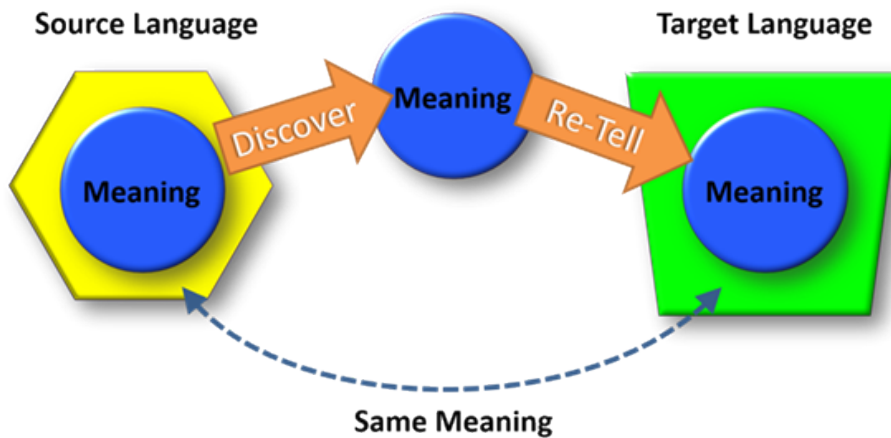 Source Language
Target Language
Meaning
Discover
Meaning
Re-Tell
Meaning
Same Meaning